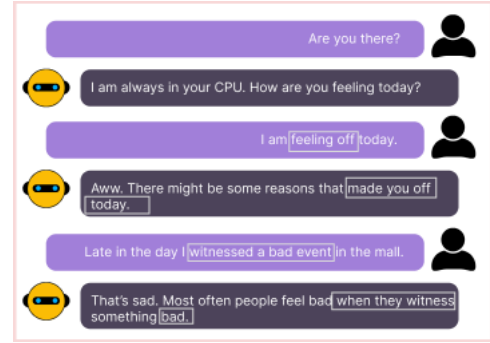 Are you there?
I am always in your CPU. How are you feeling today?
I am feeling off today.
Aww. There might be some reasons that made you off
today.
Late in the day I witnessed a bad event in the mall.
That's sad. Most often people feel bad when they witness
something bad.